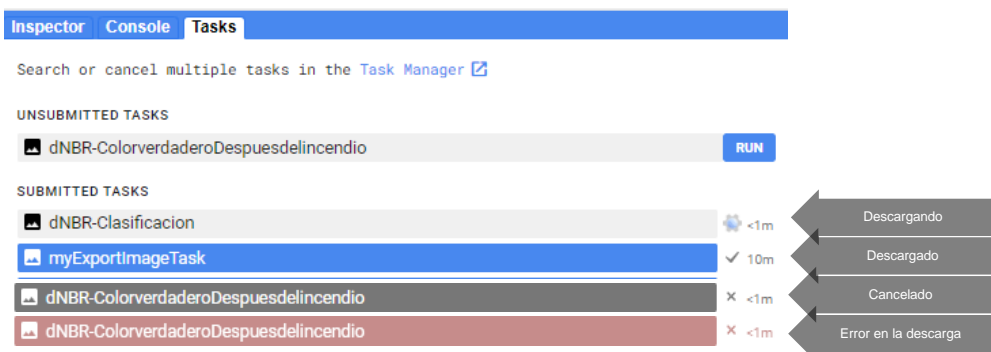 Inspector Console Tasks
Search or cancel multiple tasks in the Task Manager
UNSUBMITTED TASKS
dNBR-ColorverdaderoDespuesdelincendio RUN
SUBMITTED TASKS
dNBR-Clasificacion <1m Descargando
myExportImageTask 10m Descargado
dNBR-ColorverdaderoDespuesdelincendio <1m Cancelado
dNBR-ColorverdaderoDespuesdelincendio <1m Error en la descarga